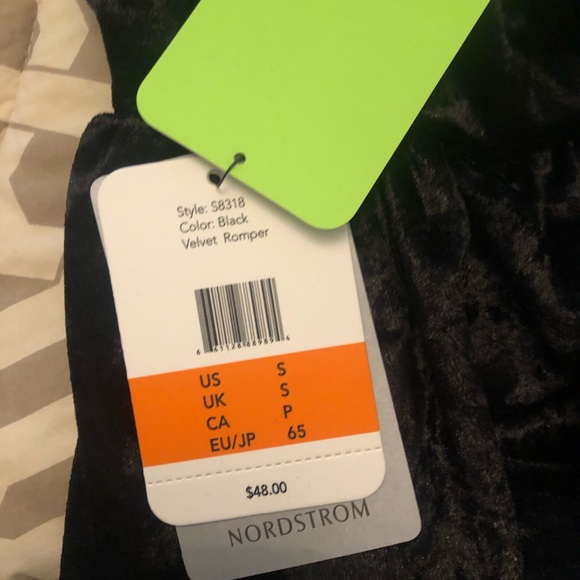 Style: S8318
Color: Black
Velvet Romper
US S
UK S
CA P
EU/JP 65
$48.00
NORDSTROM